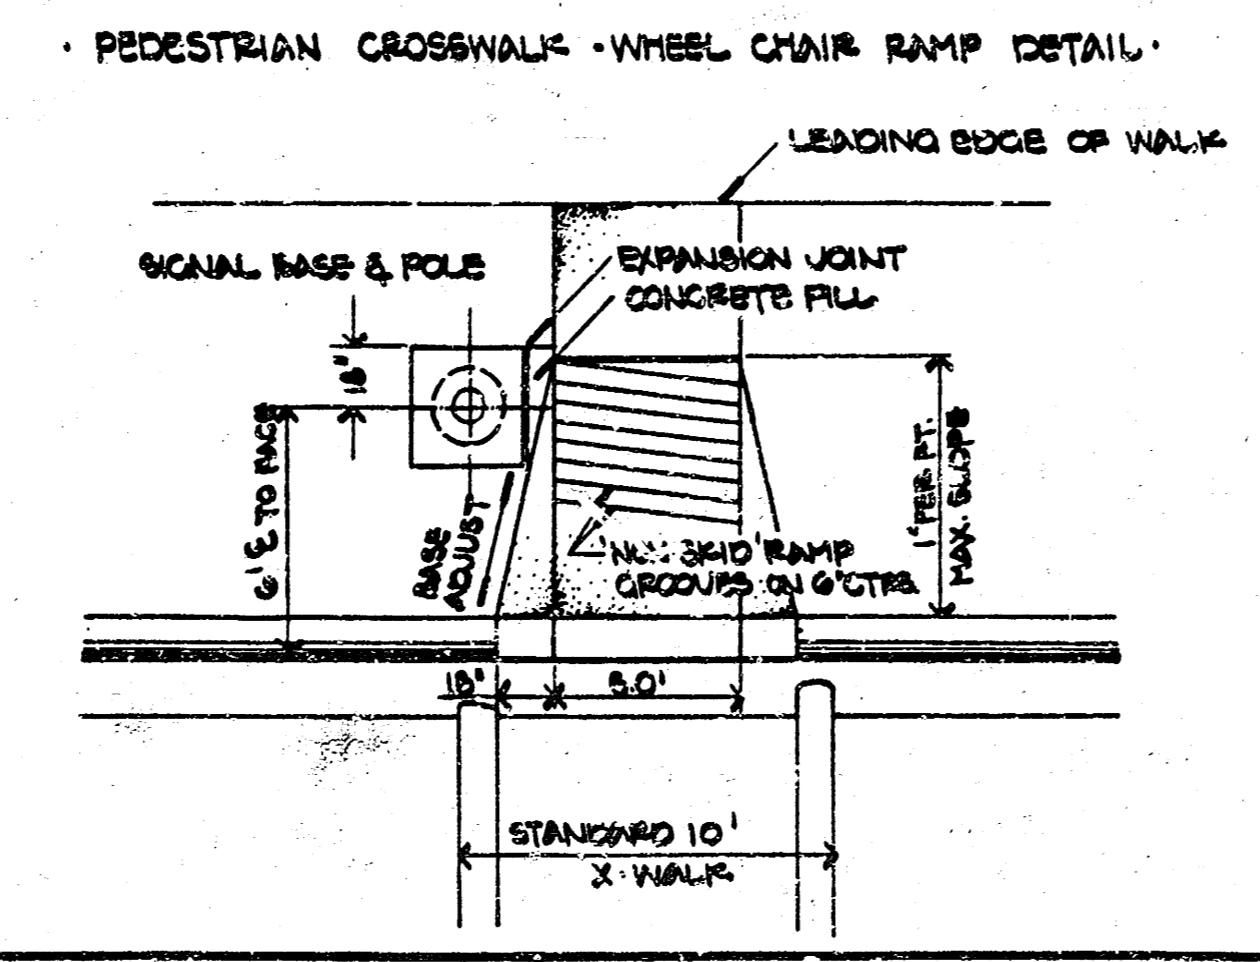 · PEDESTRIAN CROSSWALK · WHEEL CHAIR RAMP DETAIL ·
LEADING EDGE OF WALK
SIGNAL BASE & POLE
EXPANSION JOINT
CONCRETE FILL
18"
6' ℄ TO FACE
BASE
ADJUST
1" PER FT.
MAX. SLOPE
'NON SKID' RAMP
GROOVES ON 6" CTRS.
18"
5.0'
STANDARD 10'
X-WALK